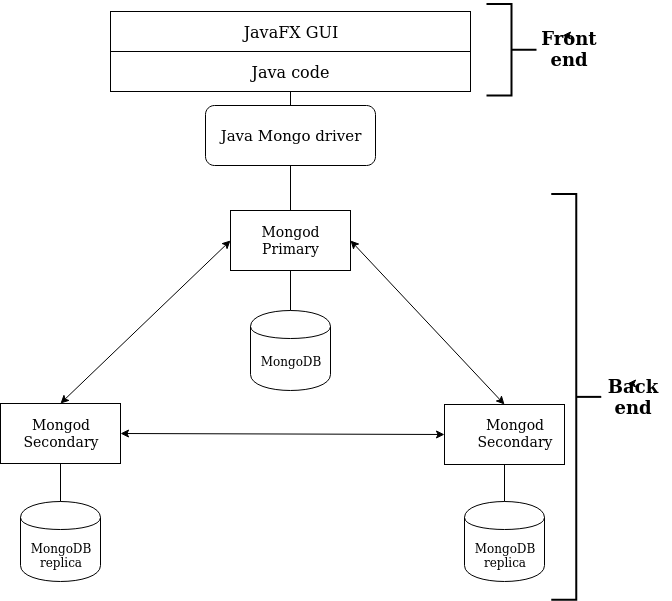 JavaFX GUI
Java code
Front
end
Java Mongo driver
Mongod
Primary
MongoDB
Back
end
Mongod
Secondary
Mongod
Secondary
MongoDB
replica
MongoDB
replica